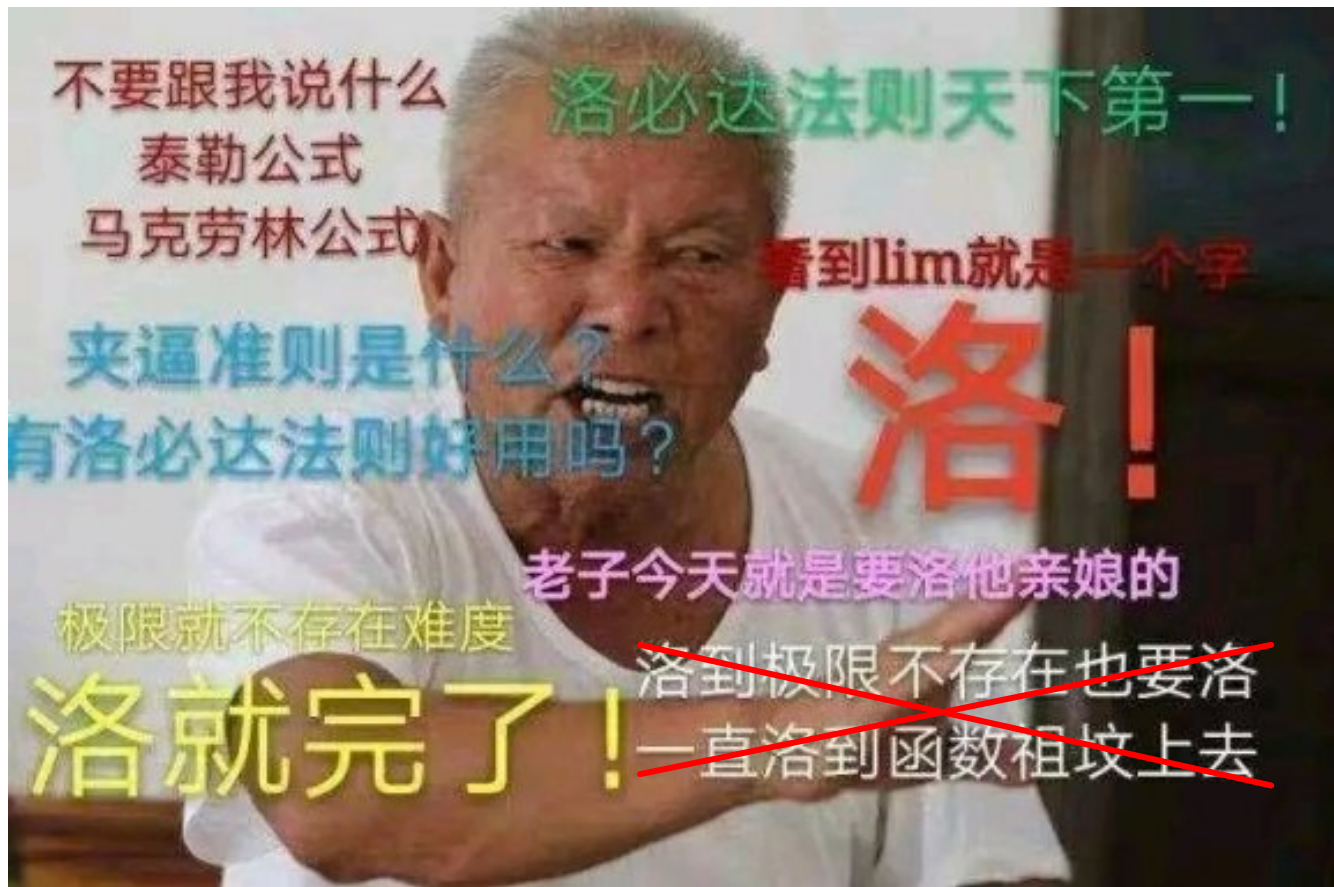 不要跟我说什么
泰勒公式
马克劳林公式
洛必达法则天下第一！
看到lim就是一个字
洛！
夹逼准则是什么？
有洛必达法则好用吗？
老子今天就是要洛他亲娘的
极限就不存在难度
洛就完了！
洛到极限不存在也要洛
一直洛到函数祖坟上去